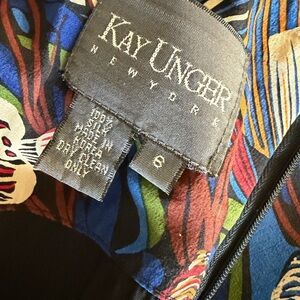 KAY UNGER
NEW YORK
100%
SILK
MADE IN
KOREA
DRY CLEAN
ONLY
6